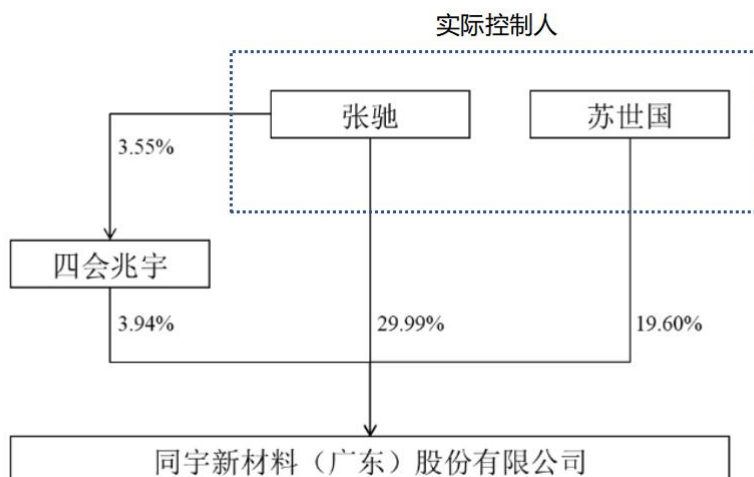 实际控制人
张驰
苏世国
3.55%
四会兆宇
3.94%
29.99%
19.60%
同宇新材料（广东）股份有限公司